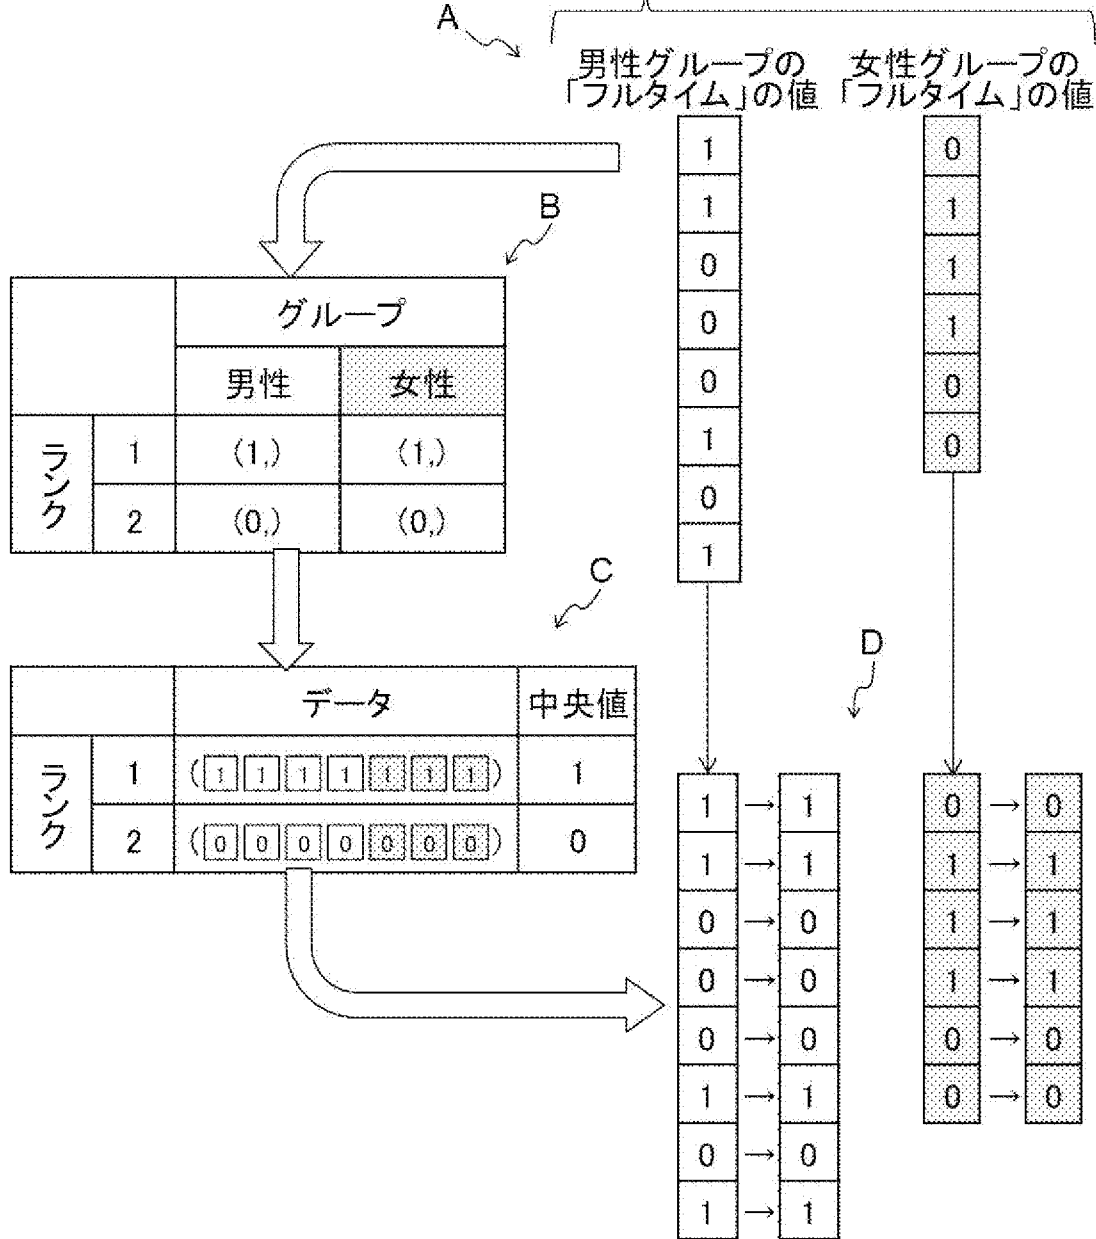 A
男性グループの 女性グループの
「フルタイム」の値 「フルタイム」の値
1 0
1 1
B
0 1
グループ
0 1
男性 女性
0 0
ランク 1 (1,) (1,)
1 0
2 (0,) (0,)
0
1
C
D
データ 中央値
ランク 1 (1 1 1 1 1 1 1) 1
2 (0 0 0 0 0 0 0) 0
1→1 0→0
1→1 1→1
0→0 1→1
0→0 1→1
0→0 0→0
1→1 0→0
0→0
1→1